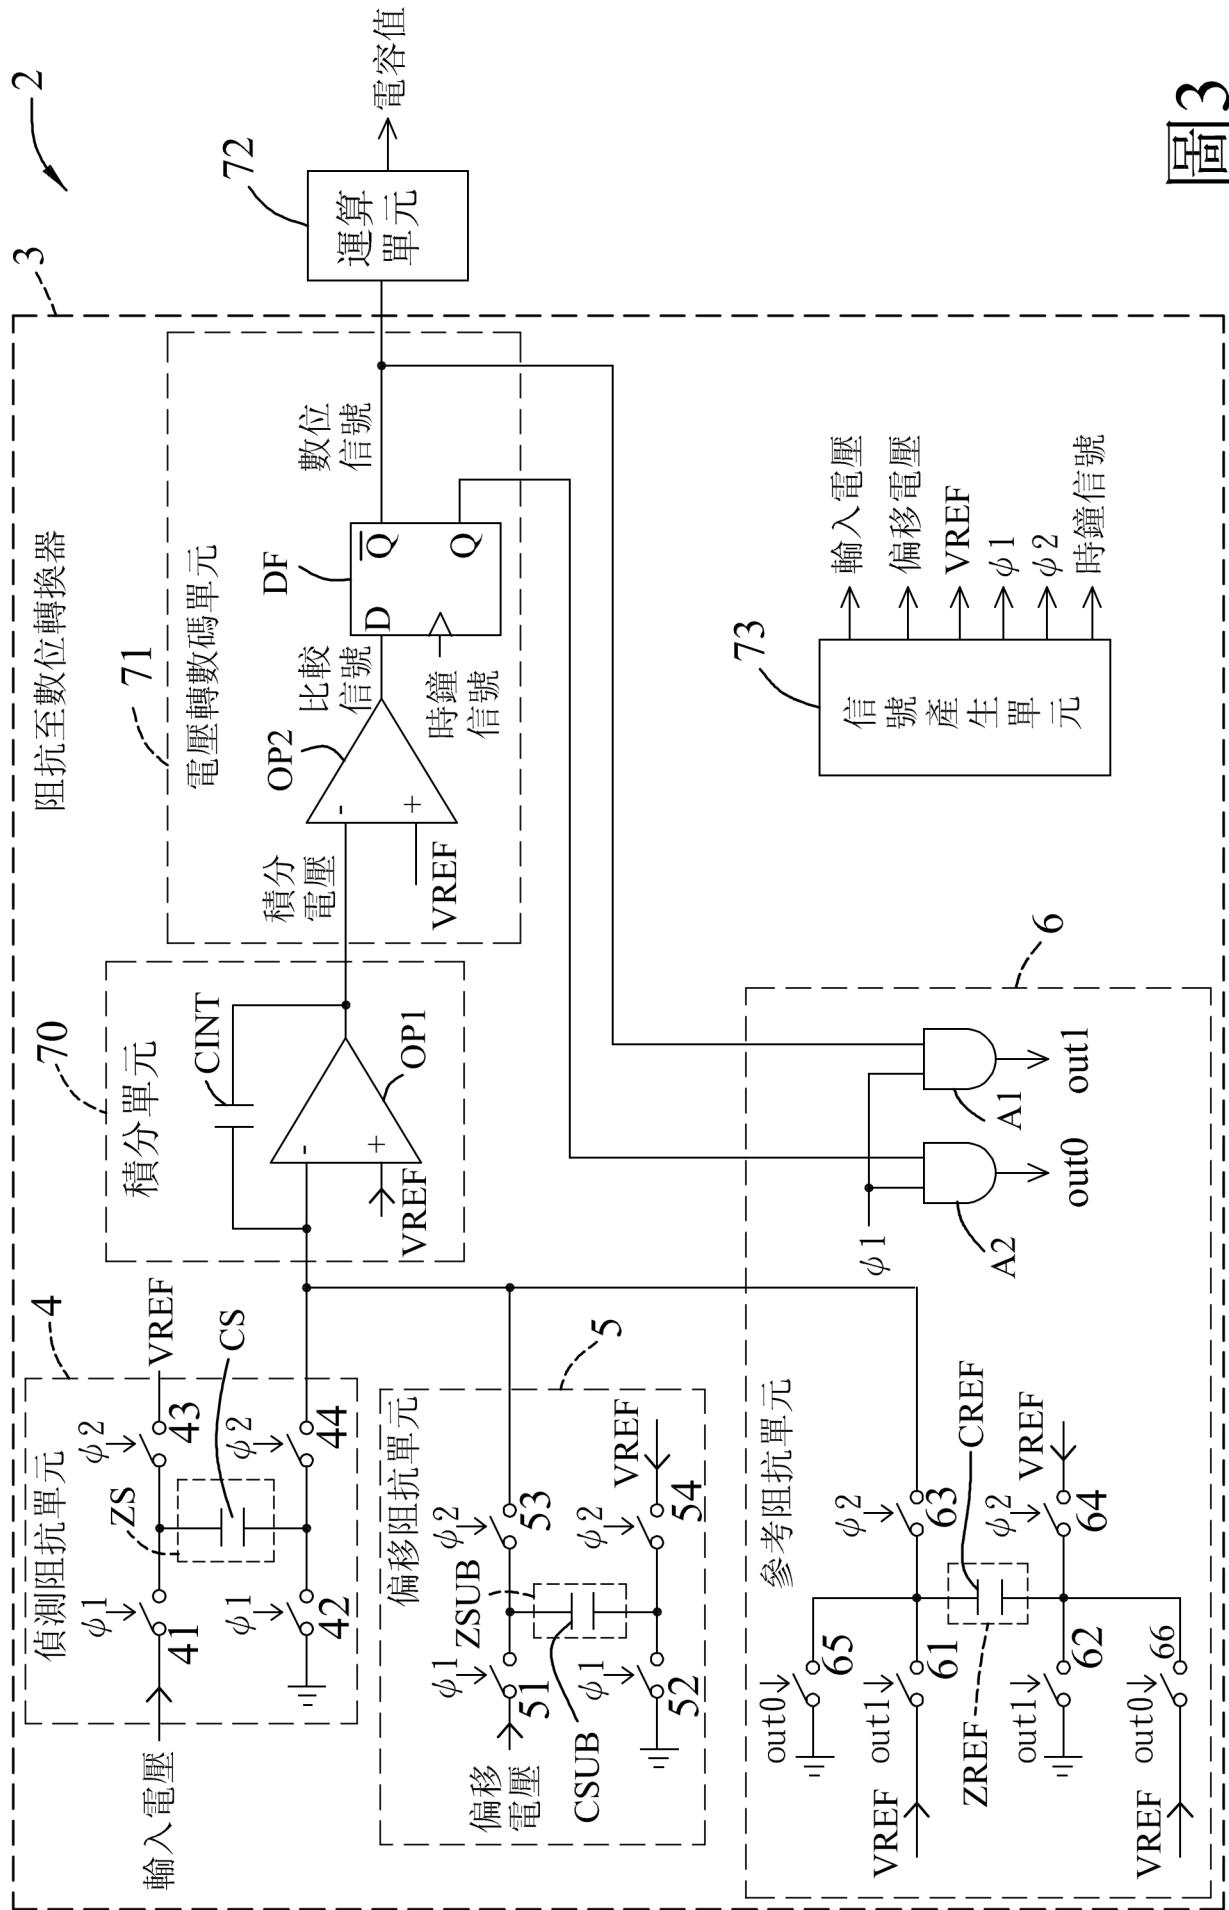 2
3
阻抗至數位轉換器
4
偵測阻抗單元
輸入電壓
41
ϕ1
ZS
CS
ϕ2
43
VREF
42
ϕ1
ϕ2
44
70
積分單元
CINT
OP1
VREF
71
電壓轉數碼單元
積分
電壓
OP2
VREF
比較
信號
DF
D
Q
Q
時鐘
信號
數位
信號
72
運算
單元
電容值
5
偏移阻抗單元
偏移
電壓
51
ϕ1
ZSUB
CSUB
ϕ2
53
52
ϕ1
ϕ2
54
VREF
6
參考阻抗單元
out0
65
out1
61
VREF
ϕ2
63
ZREF
CREF
out1
62
ϕ2
64
VREF
out0
66
VREF
ϕ1
A2
A1
out0
out1
73
信號產生單元
輸入電壓
偏移電壓
VREF
ϕ1
ϕ2
時鐘信號
圖3